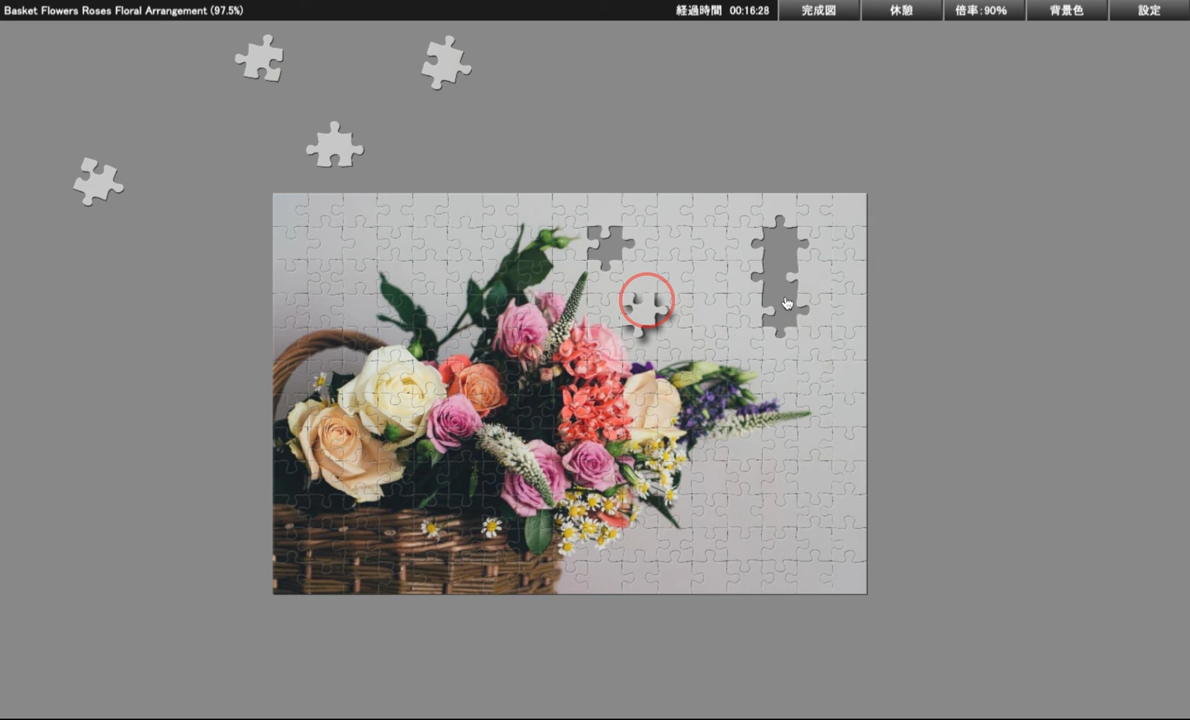 Basket Flowers Roses Floral Arrangement (97.5%) 経過時間 00:16:28 完成図 休憩 倍率:90% 背景色 設定